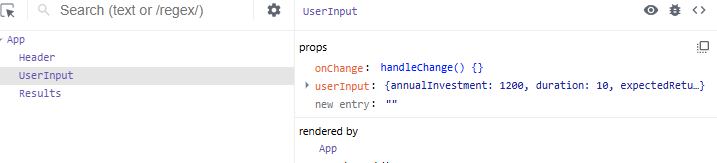 Search (text or /regex/)
App
Header
UserInput
Results
UserInput
props
onChange: handleChange() {}
userInput: {annualInvestment: 1200, duration: 10, expectedRetu…}
new entry: ""
rendered by
App